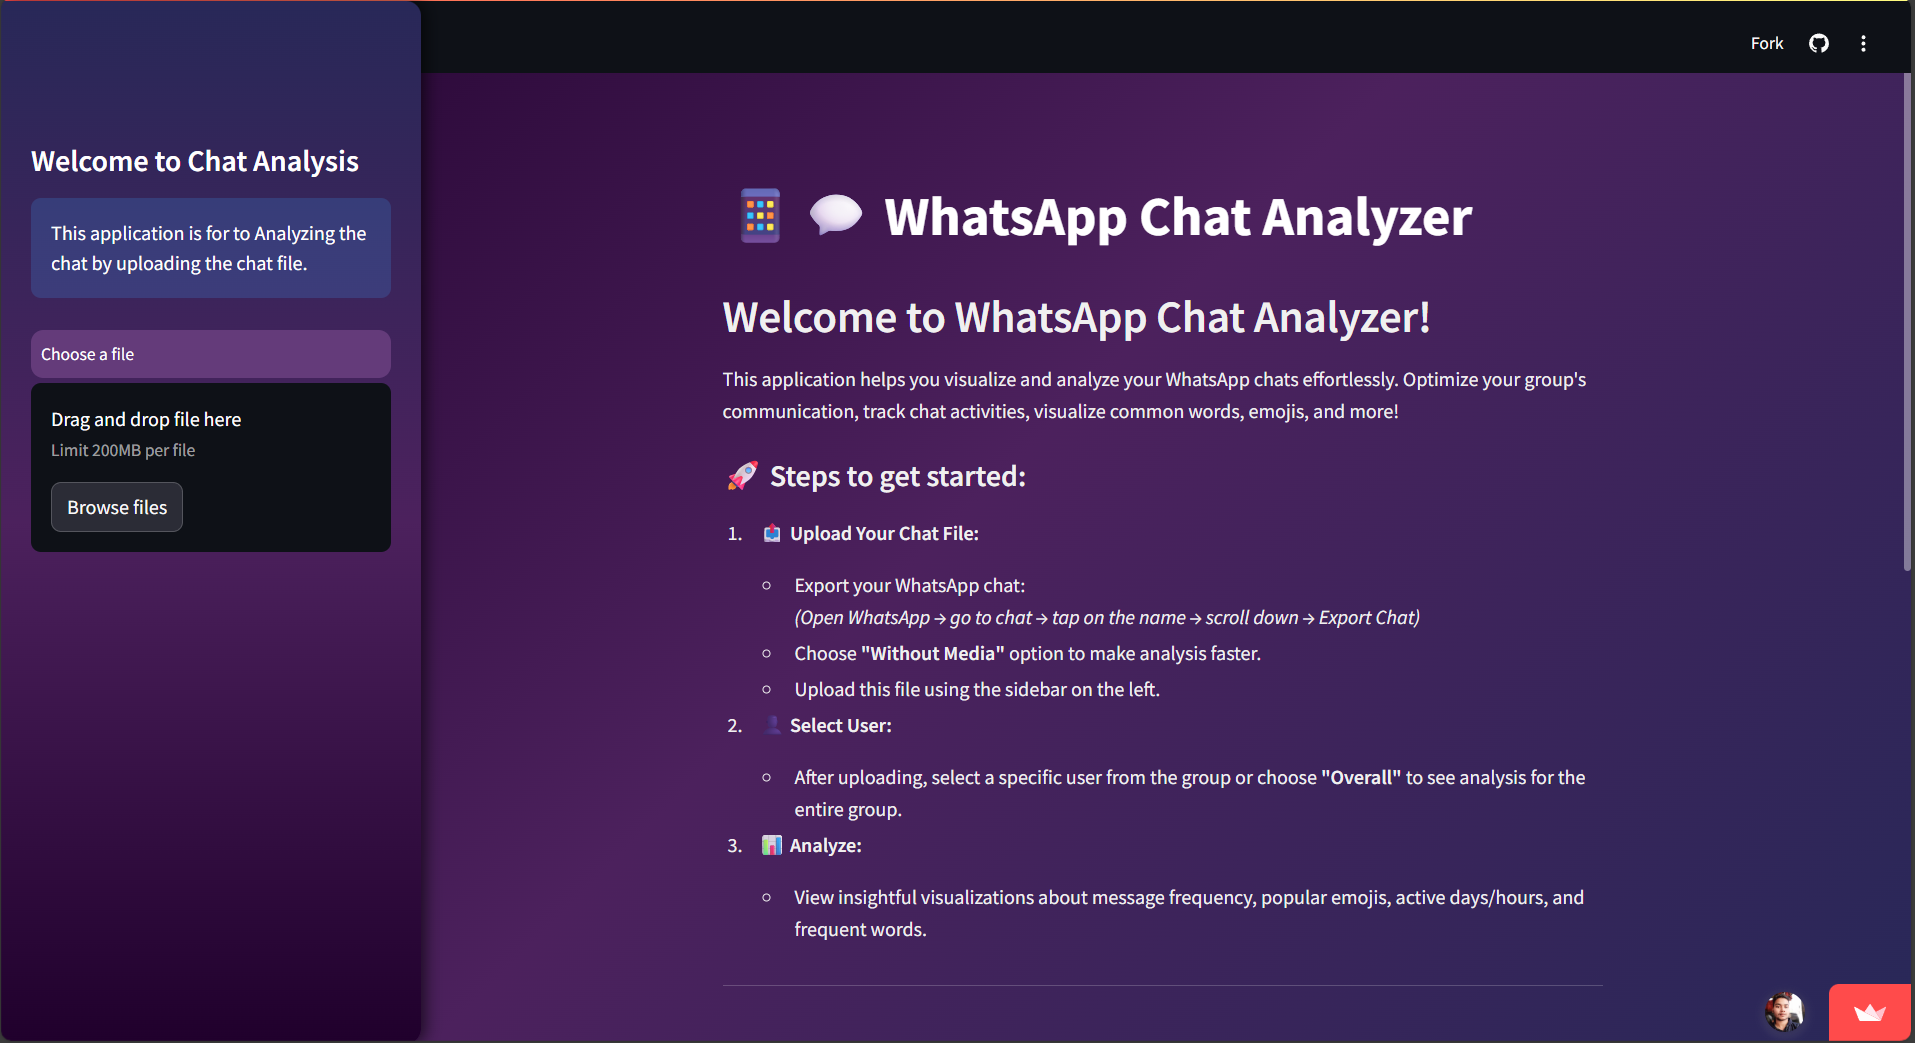 Fork
Welcome to Chat Analysis
This application is for to Analyzing the
chat by uploading the chat file.
Choose a file
Drag and drop file here
Limit 200MB per file
Browse files
WhatsApp Chat Analyzer
Welcome to WhatsApp Chat Analyzer!
This application helps you visualize and analyze your WhatsApp chats effortlessly. Optimize your group's
communication, track chat activities, visualize common words, emojis, and more!
🚀 Steps to get started:
1. 📤 Upload Your Chat File:
○ Export your WhatsApp chat:
(Open WhatsApp → go to chat → tap on the name → scroll down → Export Chat)
○ Choose "Without Media" option to make analysis faster.
○ Upload this file using the sidebar on the left.
2. 👤 Select User:
○ After uploading, select a specific user from the group or choose "Overall" to see analysis for the
entire group.
3. 📊 Analyze:
○ View insightful visualizations about message frequency, popular emojis, active days/hours, and
frequent words.